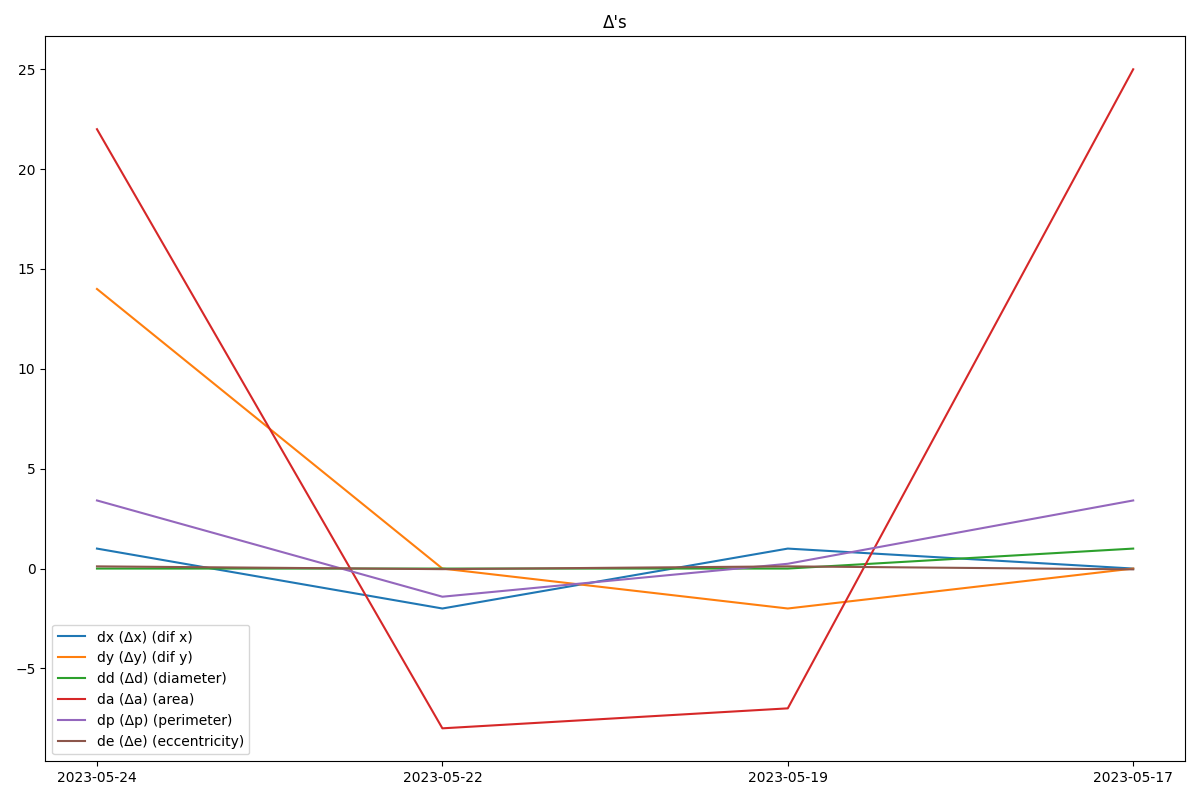 Δ's
25
20
15
10
5
0
−5
dx (Δx) (dif x)
dy (Δy) (dif y)
dd (Δd) (diameter)
da (Δa) (area)
dp (Δp) (perimeter)
de (Δe) (eccentricity)
2023-05-24 2023-05-22 2023-05-19 2023-05-17